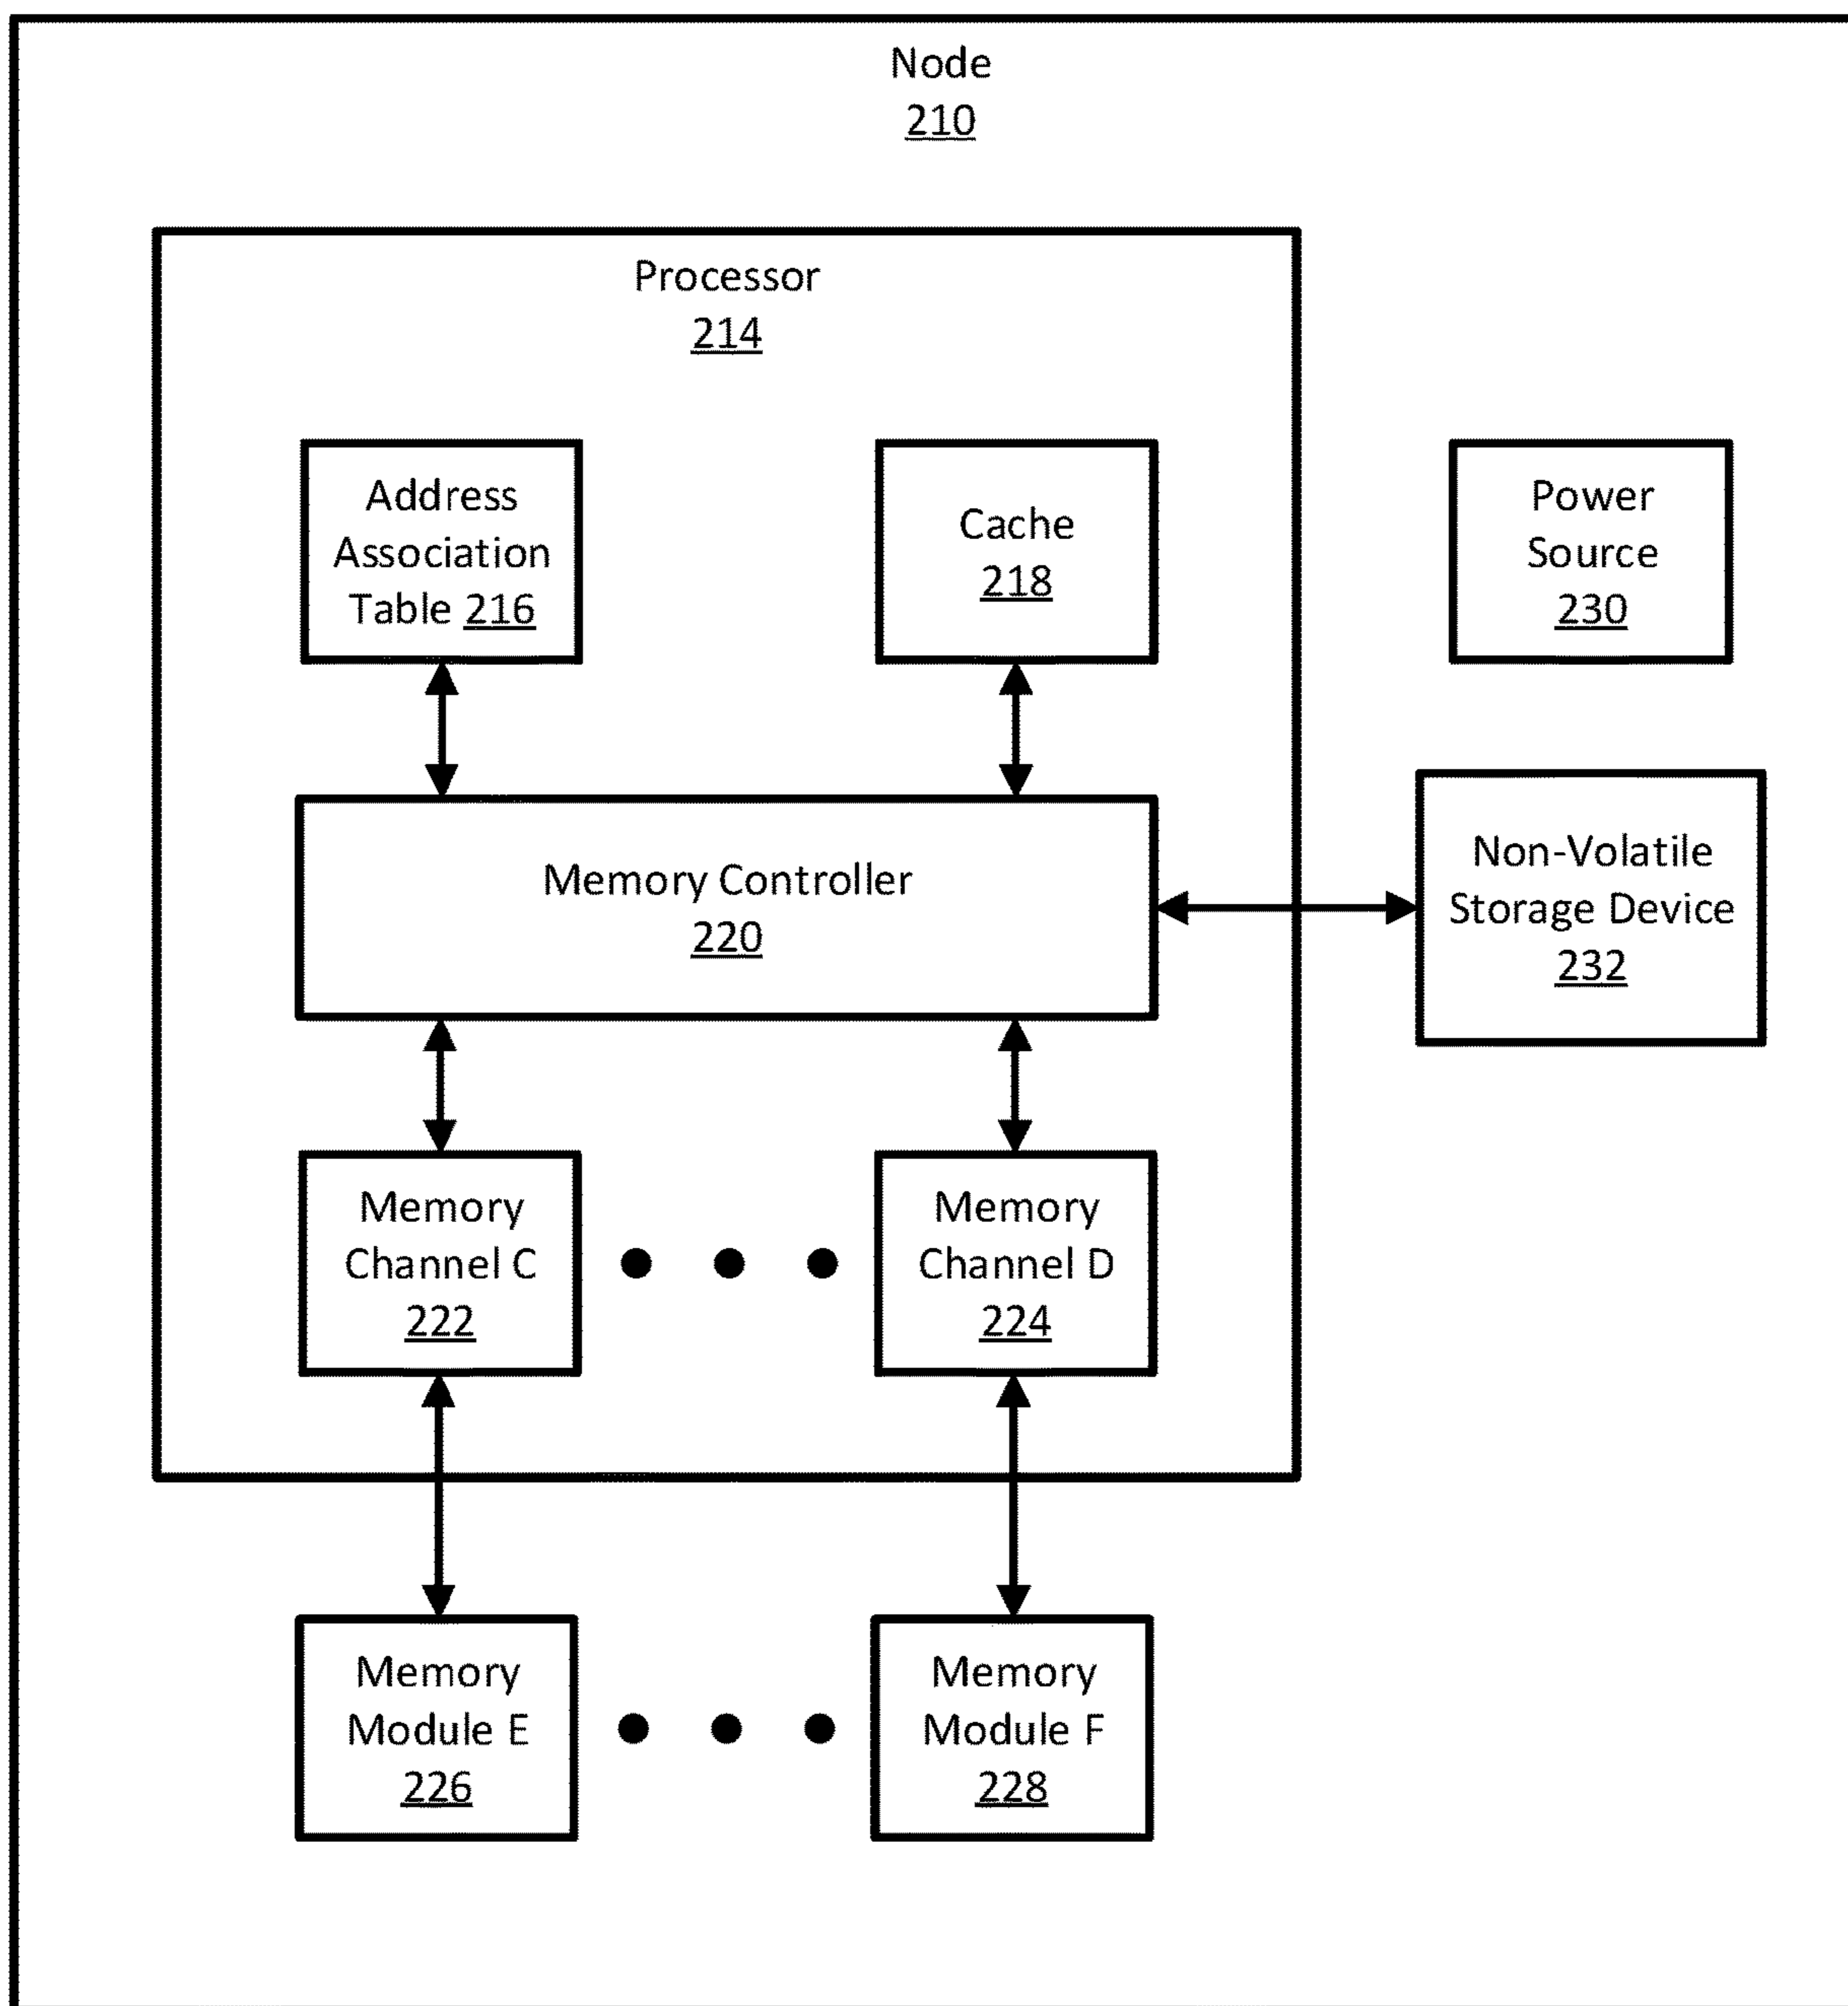 Node
210
Processor
214
Address
Association
Table 216
Cache
218
Power
Source
230
Memory Controller
220
Non-Volatile
Storage Device
232
Memory
Channel C
222
Memory
Channel D
224
Memory
Module E
226
Memory
Module F
228